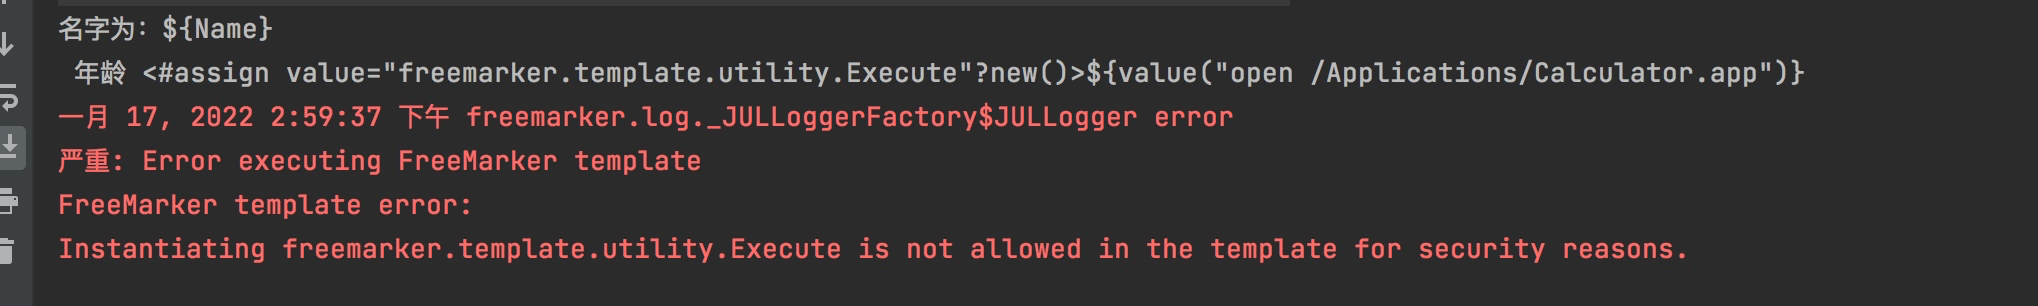 名字为：${Name}
年龄 <#assign value="freemarker.template.utility.Execute"?new()>${value("open /Applications/Calculator.app")}
一月 17, 2022 2:59:37 下午 freemarker.log._JULLoggerFactory$JULLogger error
严重: Error executing FreeMarker template
FreeMarker template error:
Instantiating freemarker.template.utility.Execute is not allowed in the template for security reasons.